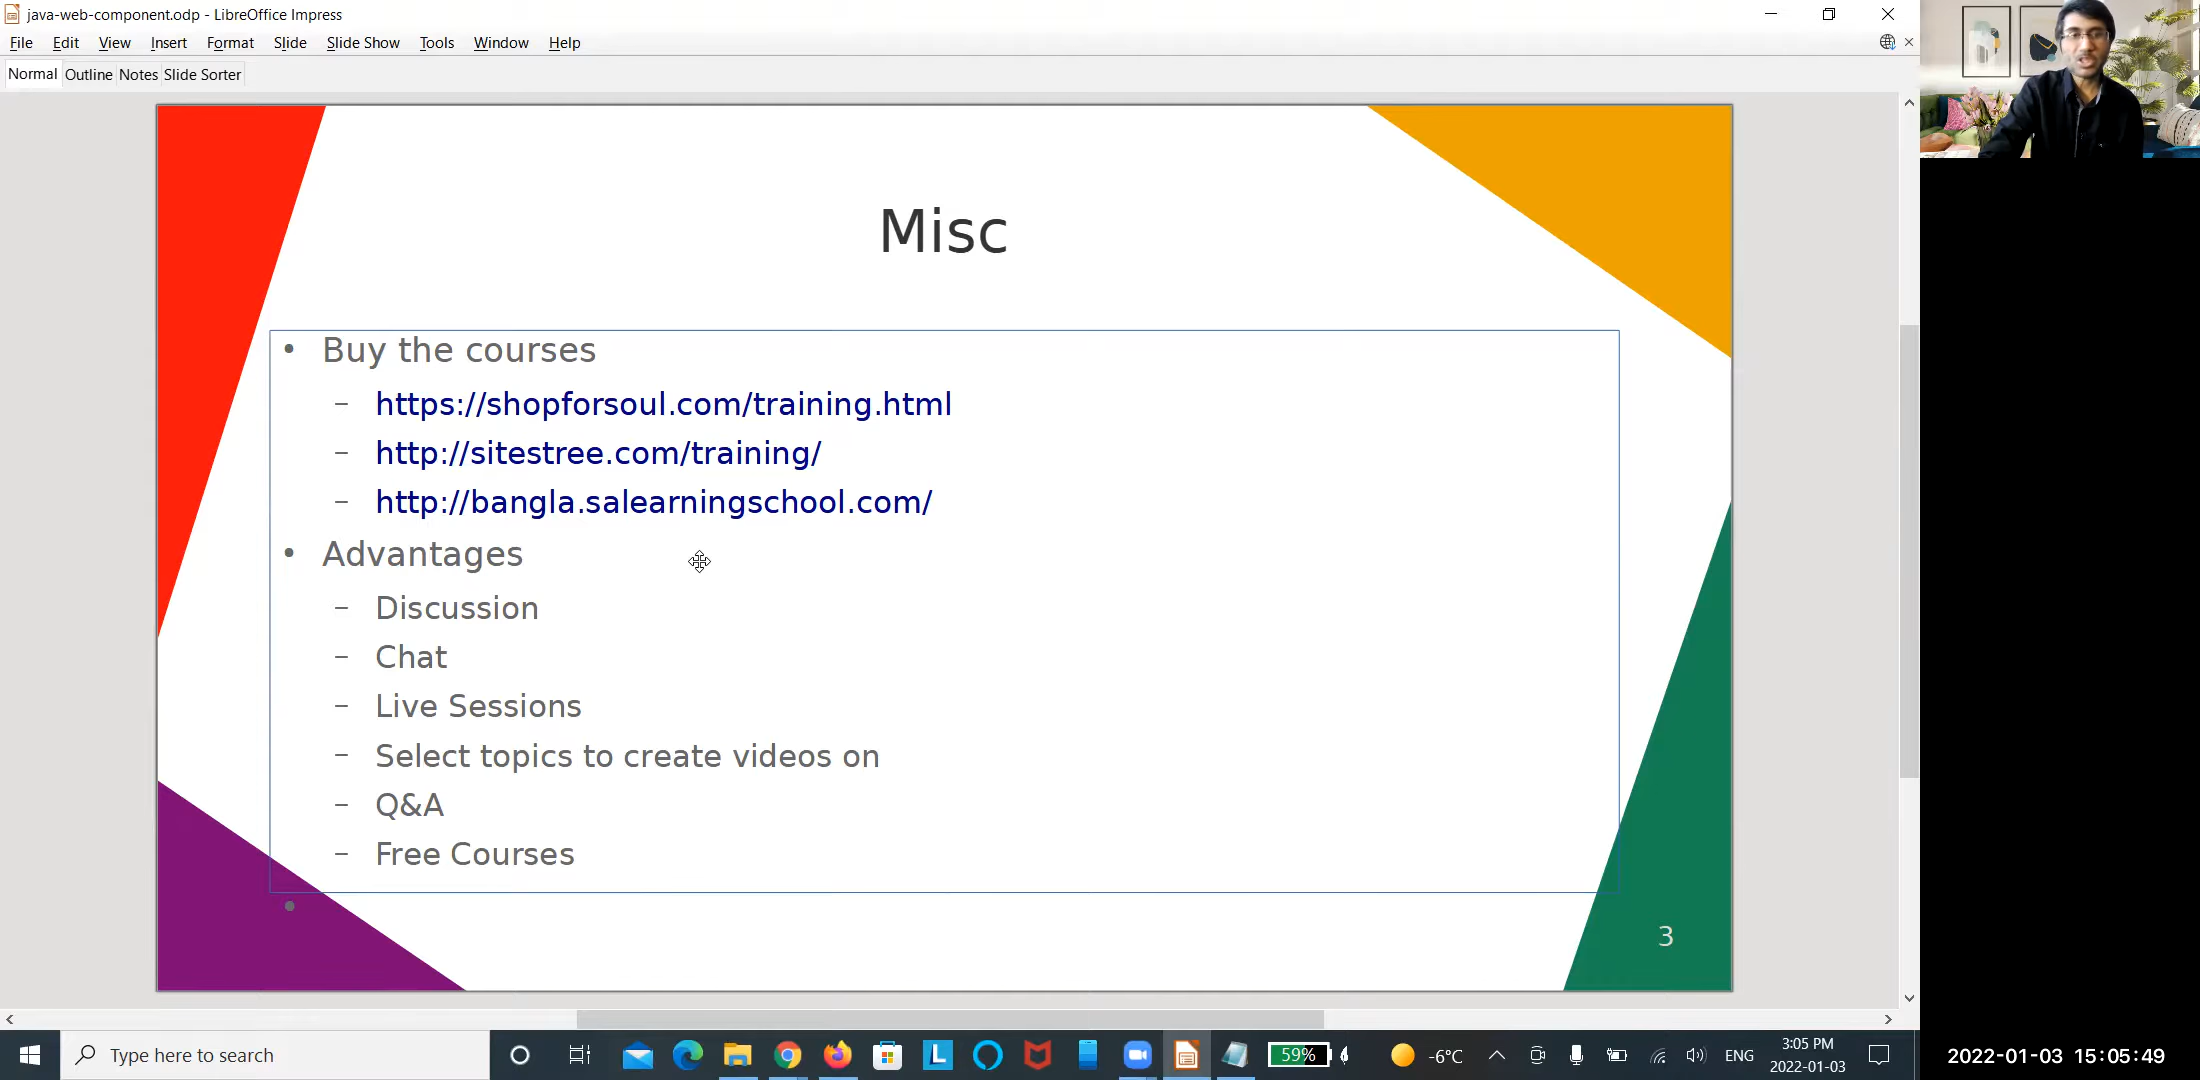 java-web-component.odp - LibreOffice Impress
File Edit View Insert Format Slide Slide Show Tools Window Help
Normal Outline Notes Slide Sorter
Misc
• Buy the courses
– https://shopforsoul.com/training.html
– http://sitestree.com/training/
– http://bangla.salearningschool.com/
• Advantages
– Discussion
– Chat
– Live Sessions
– Select topics to create videos on
– Q&A
– Free Courses
•
3
Type here to search
L
59%
-6°C
ENG
3:05 PM
2022-01-03
2022-01-03 15:05:49